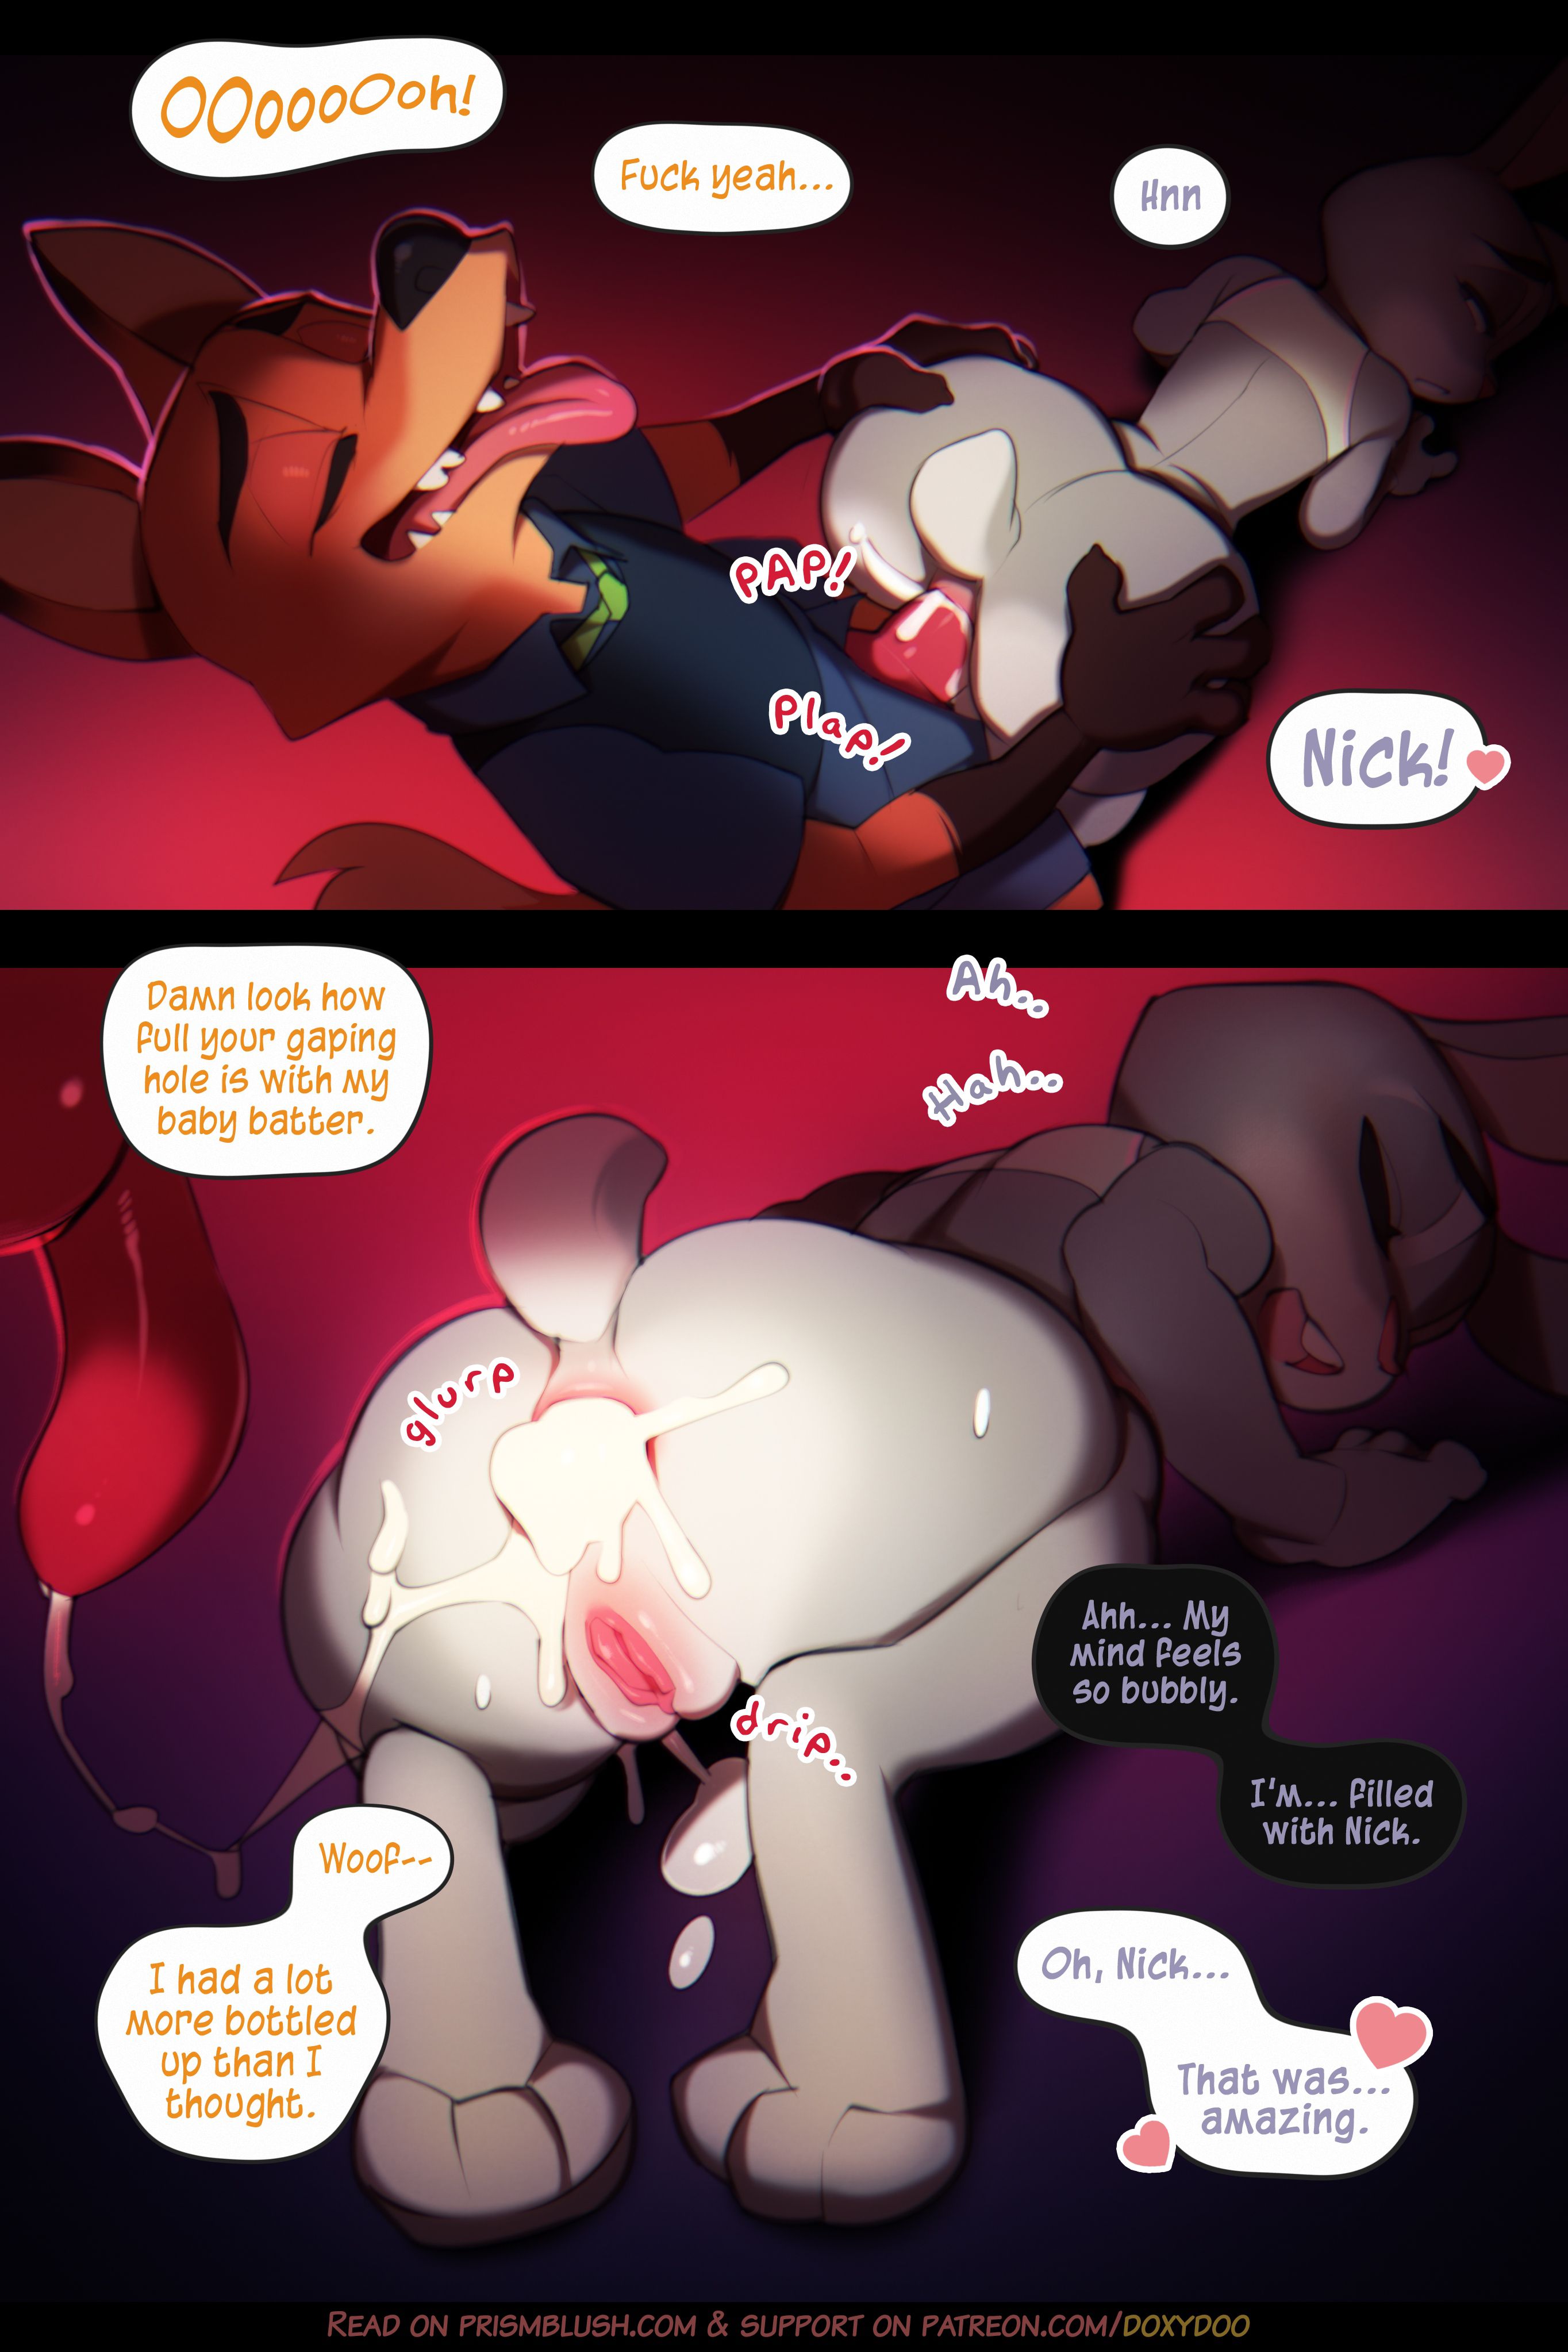 OOooooOoh!
Fuck yeah...
Hnn
PAP!
Plap!
Nick!
Damn look how
full your gaping
hole is with my
baby batter.
Ah..
Hah..
glurp
drip..
Ahh... My
mind feels
so bubbly.
I'm... filled
with Nick.
Woof--
I had a lot
more bottled
up than I
thought.
Oh, Nick...
That was...
amazing.
Read on prismblush.com & support on patreon.com/doxydoo